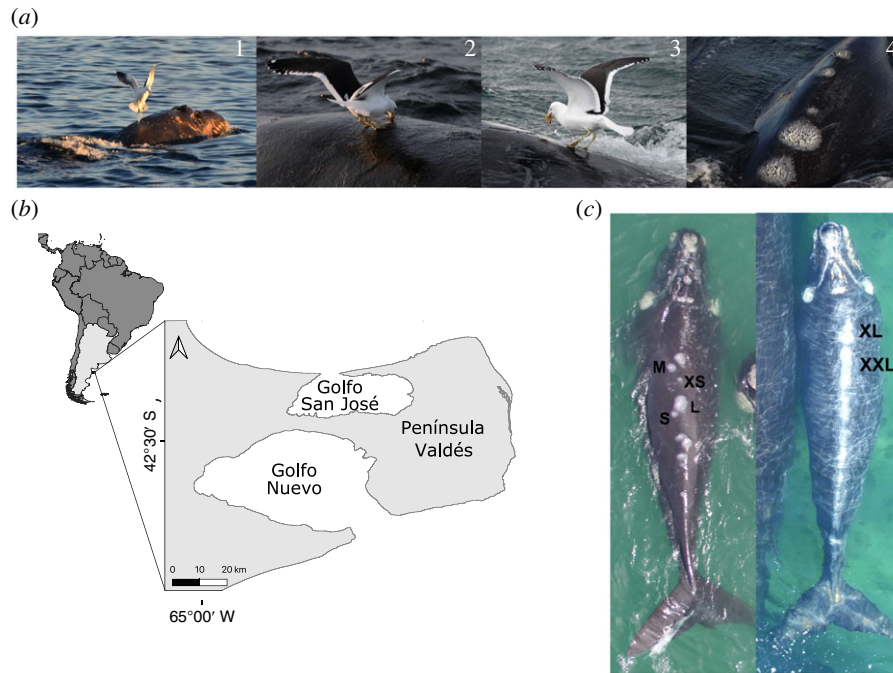 (a)
1
2
3
4
(b)
(c)
Golfo
San José
Península
Valdés
Golfo
Nuevo
42°30′ S
0 10 20 km
65°00′ W
M
XS
L
S
XL
XXL